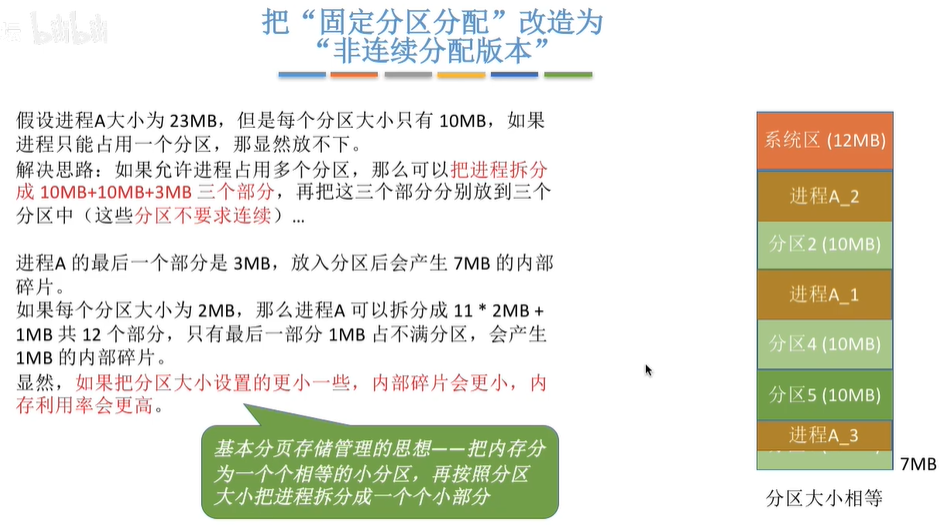 把“固定分区分配”改造为
“非连续分配版本”
假设进程A大小为 23MB，但是每个分区大小只有 10MB，如果
进程只能占用一个分区，那显然放不下。
解决思路：如果允许进程占用多个分区，那么可以把进程拆分
成 10MB+10MB+3MB 三个部分，再把这三个部分分别放到三个
分区中（这些分区不要求连续）...
进程A 的最后一个部分是 3MB，放入分区后会产生 7MB 的内部
碎片。
如果每个分区大小为 2MB，那么进程A 可以拆分成 11 * 2MB +
1MB 共 12 个部分，只有最后一部分 1MB 占不满分区，会产生
1MB 的内部碎片。
显然，如果把分区大小设置的更小一些，内部碎片会更小，内
存利用率会更高。
基本分页存储管理的思想——把内存分
为一个个相等的小分区，再按照分区
大小把进程拆分成一个个小部分
系统区 (12MB)
进程A_2
分区2 (10MB)
进程A_1
分区4 (10MB)
分区5 (10MB)
进程A_3
7MB
分区大小相等
bilibili